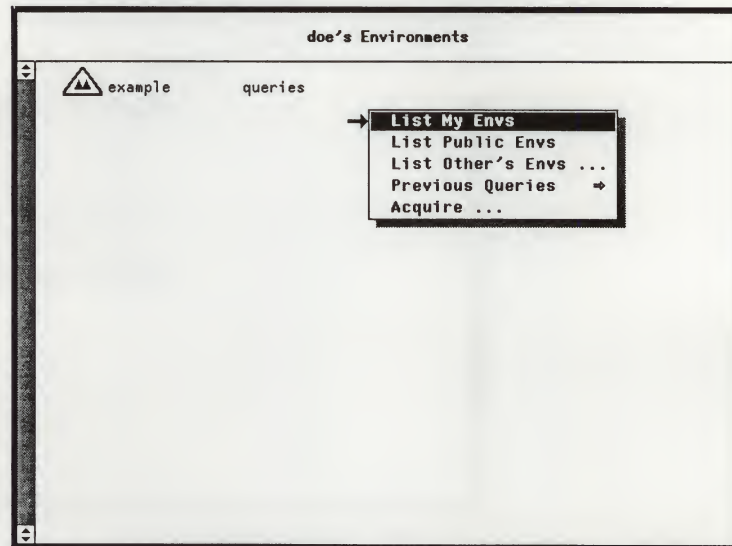 doe's Environments
example queries
List My Envs
List Public Envs
List Other's Envs ...
Previous Queries ⇒
Acquire ...